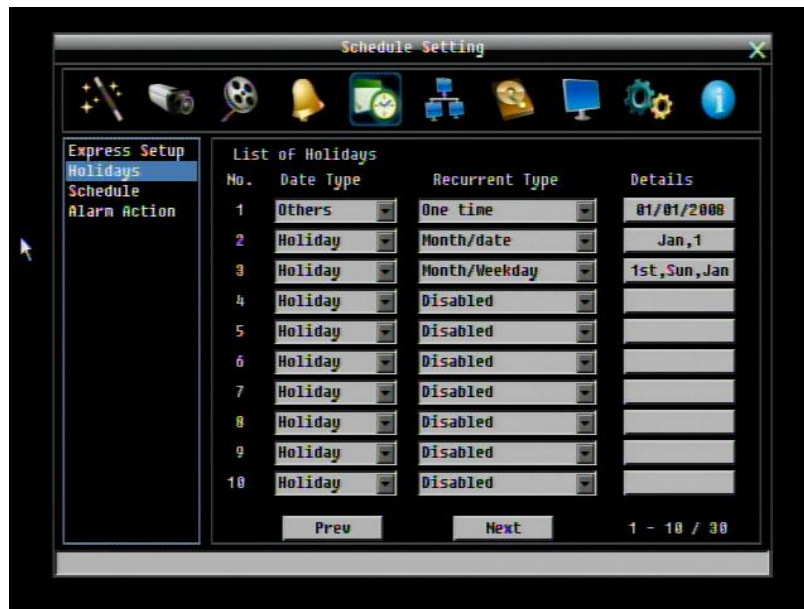 Schedule Setting
X
Express Setup
Holidays
Schedule
Alarm Action
List of Holidays
No. Date Type Recurrent Type Details
1 Others One time 01/01/2008
2 Holiday Month/date Jan,1
3 Holiday Month/Weekday 1st,Sun,Jan
4 Holiday Disabled
5 Holiday Disabled
6 Holiday Disabled
7 Holiday Disabled
8 Holiday Disabled
9 Holiday Disabled
10 Holiday Disabled
Prev Next 1 - 10 / 30